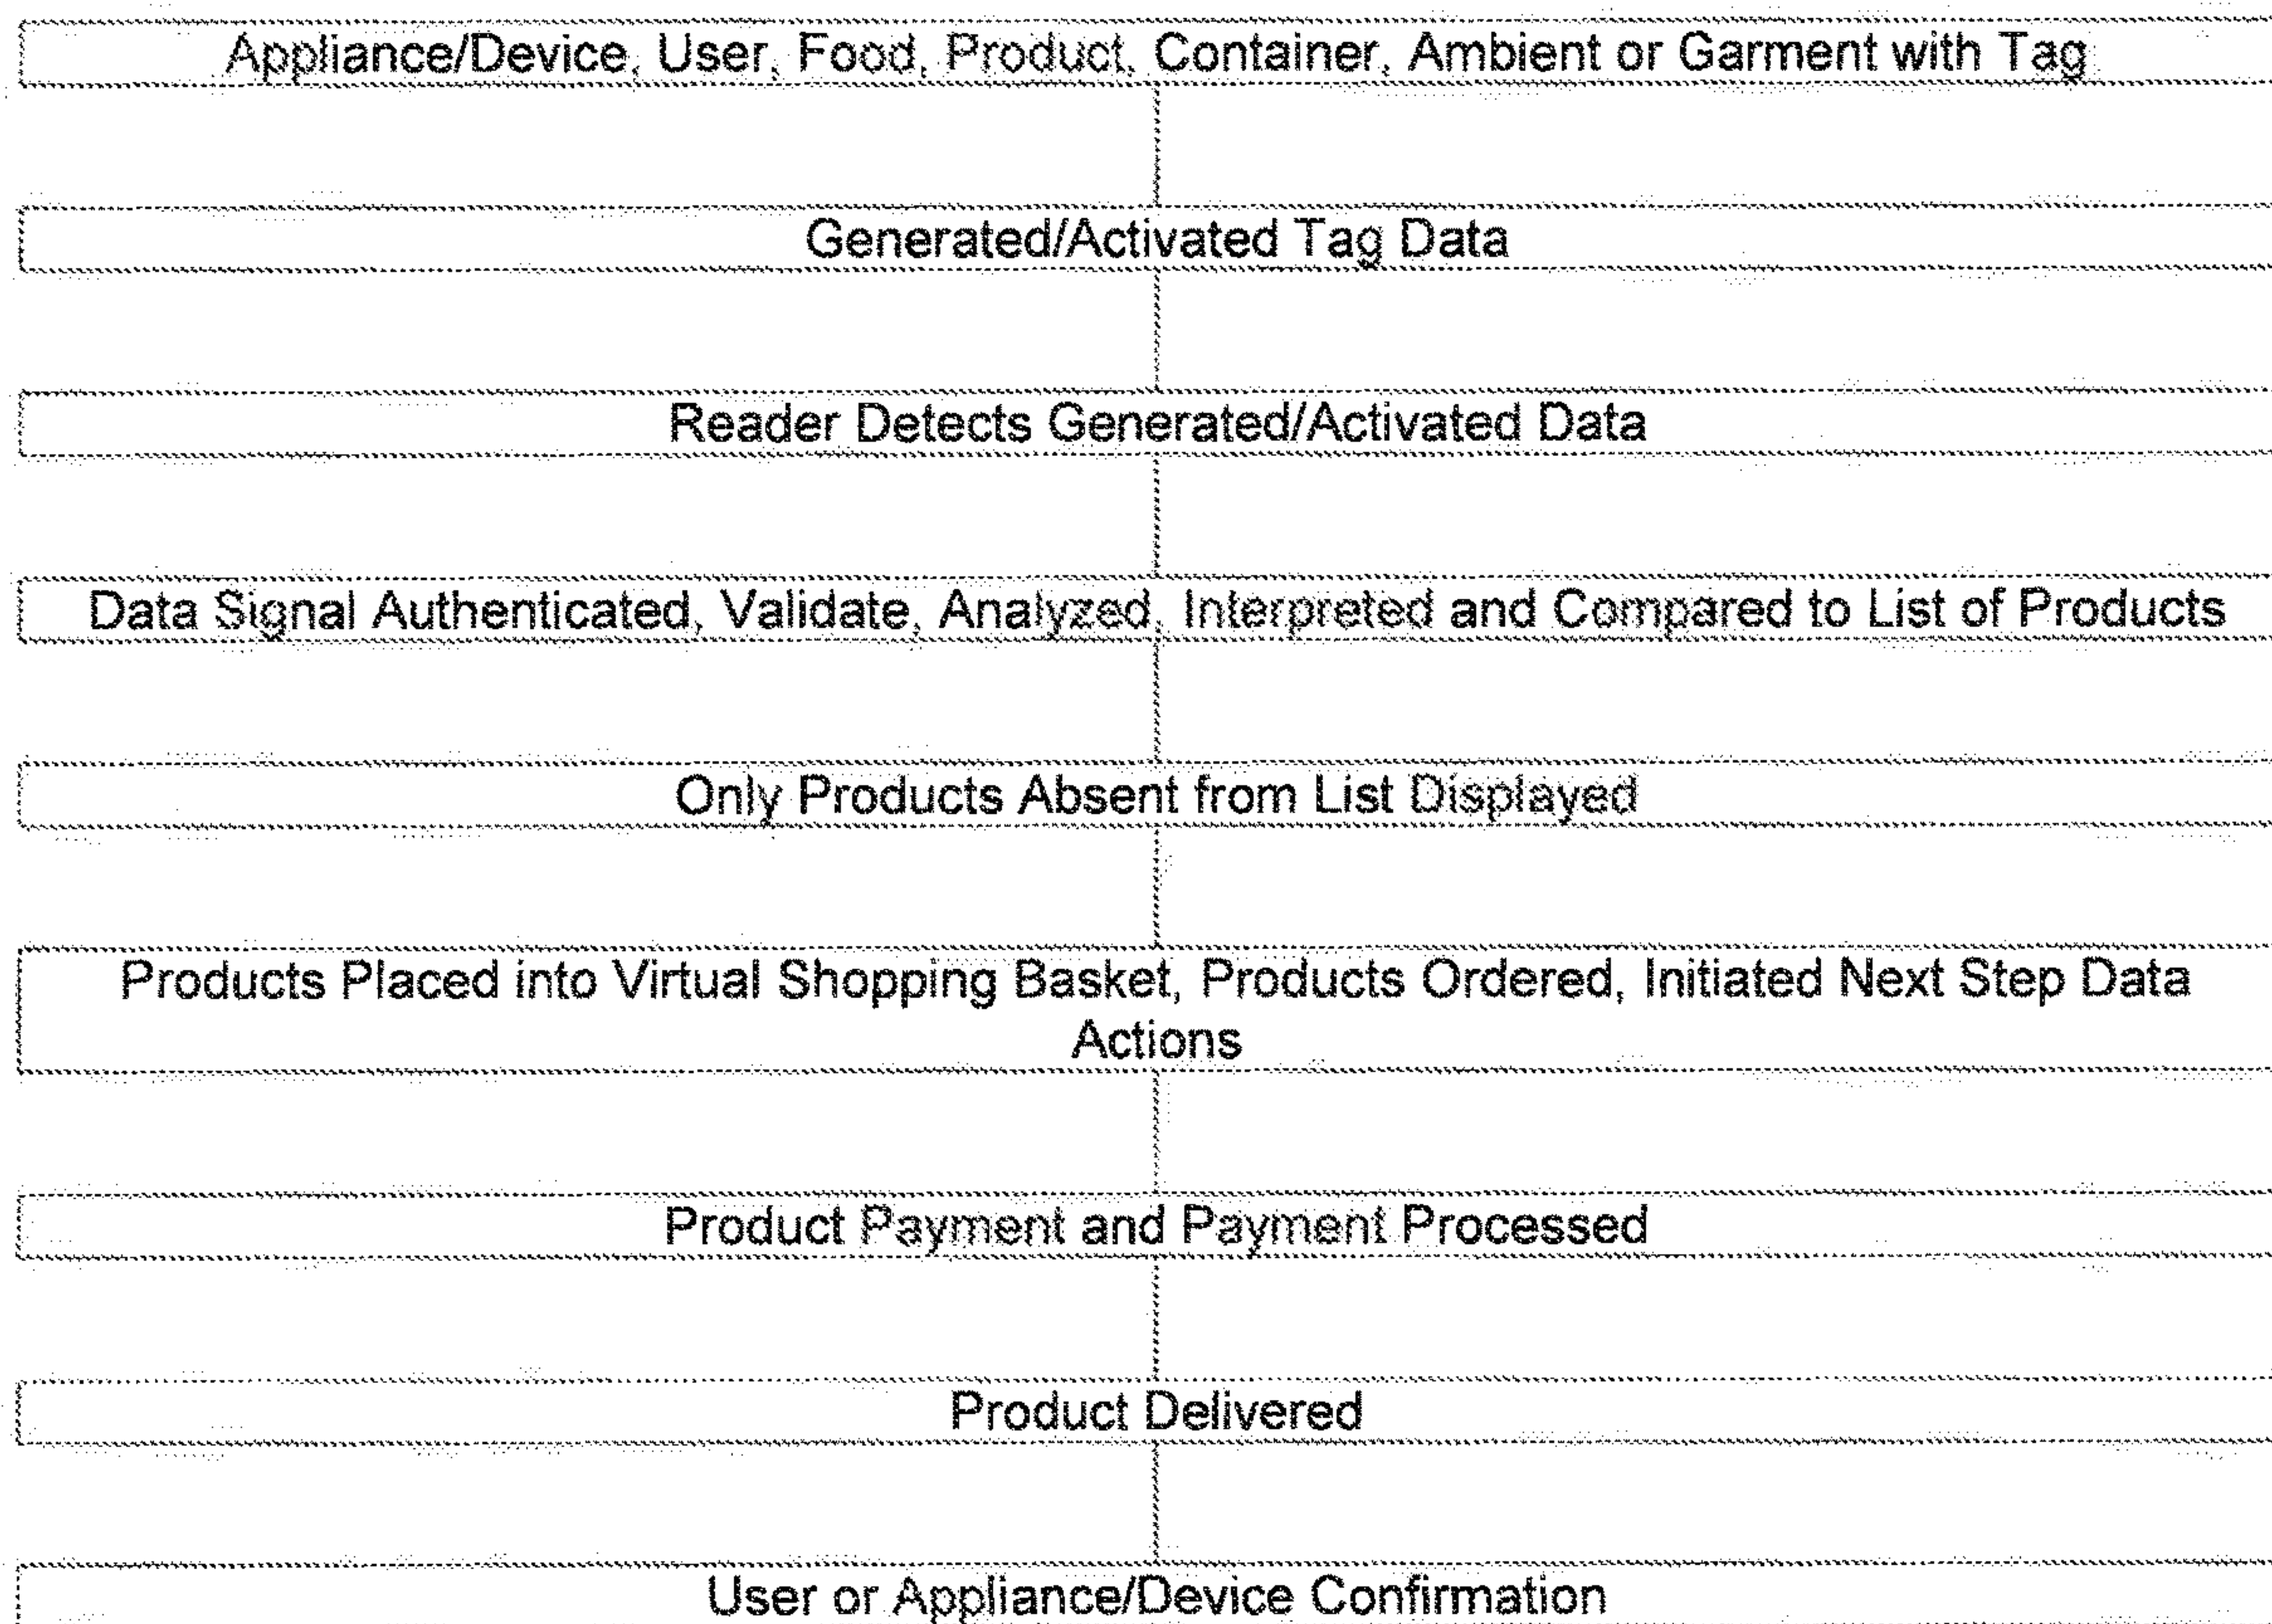 Appliance/Device, User, Food, Product, Container, Ambient or Garment with Tag
Generated/Activated Tag Data
Reader Detects Generated/Activated Data
Data Signal Authenticated, Validate, Analyzed, Interpreted and Compared to List of Products
Only Products Absent from List Displayed
Products Placed into Virtual Shopping Basket, Products Ordered, Initiated Next Step Data
Actions
Product Payment and Payment Processed
Product Delivered
User or Appliance/Device Confirmation